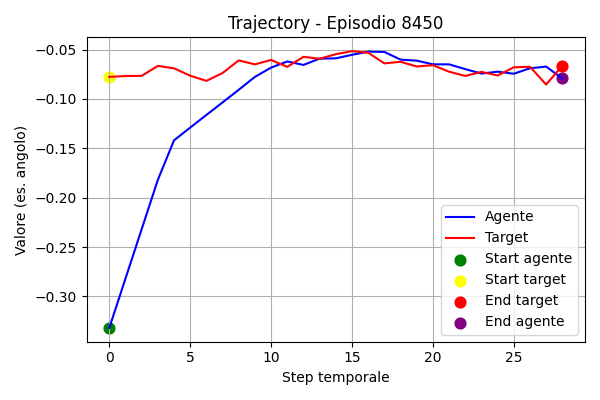 Trajectory - Episodio 8450
Valore (es. angolo)
−0.05
−0.10
−0.15
−0.20
−0.25
−0.30
Agente
Target
Start agente
Start target
End target
End agente
0 5 10 15 20 25
Step temporale